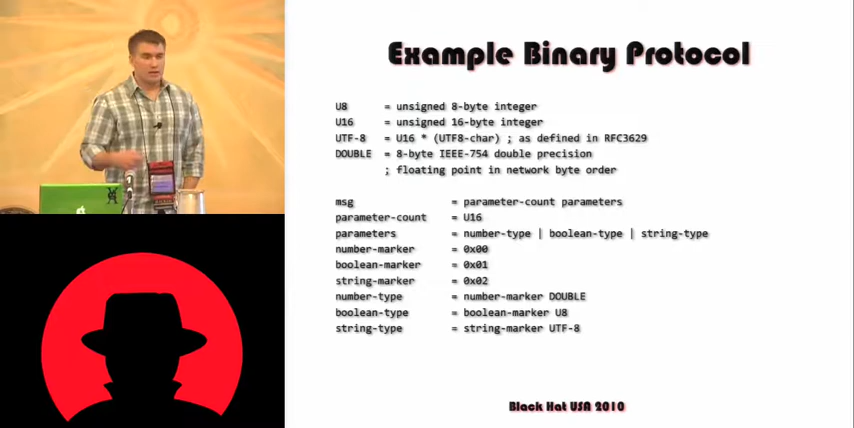 Example Binary Protocol
U8 = unsigned 8-byte integer
U16 = unsigned 16-byte integer
UTF-8 = U16 * (UTF8-char) ; as defined in RFC3629
DOUBLE = 8-byte IEEE-754 double precision
; floating point in network byte order
msg = parameter-count parameters
parameter-count = U16
parameters = number-type | boolean-type | string-type
number-marker = 0x00
boolean-marker = 0x01
string-marker = 0x02
number-type = number-marker DOUBLE
boolean-type = boolean-marker U8
string-type = string-marker UTF-8
Black Hat USA 2010